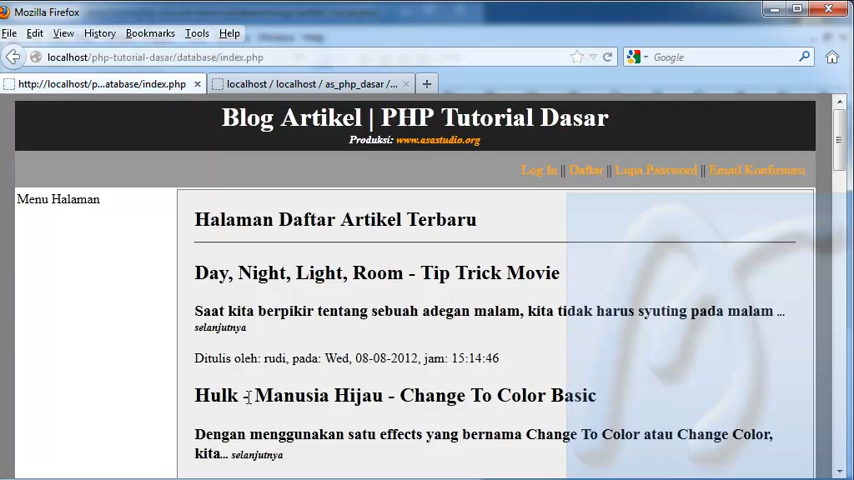 Mozilla Firefox
File Edit View History Bookmarks Tools Help
localhost/php-tutorial-dasar/database/index.php
Google
http://localhost/p...atabase/index.php
localhost / localhost / as_php_dasar /...
Blog Artikel | PHP Tutorial Dasar
Produksi: www.asastudio.org
Log In || Daftar || Lupa Password || Email Konfirmasi
Menu Halaman
Halaman Daftar Artikel Terbaru
Day, Night, Light, Room - Tip Trick Movie
Saat kita berpikir tentang sebuah adegan malam, kita tidak harus syuting pada malam ...
selanjutnya
Ditulis oleh: rudi, pada: Wed, 08-08-2012, jam: 15:14:46
Hulk - Manusia Hijau - Change To Color Basic
Dengan menggunakan satu effects yang bernama Change To Color atau Change Color,
kita... selanjutnya